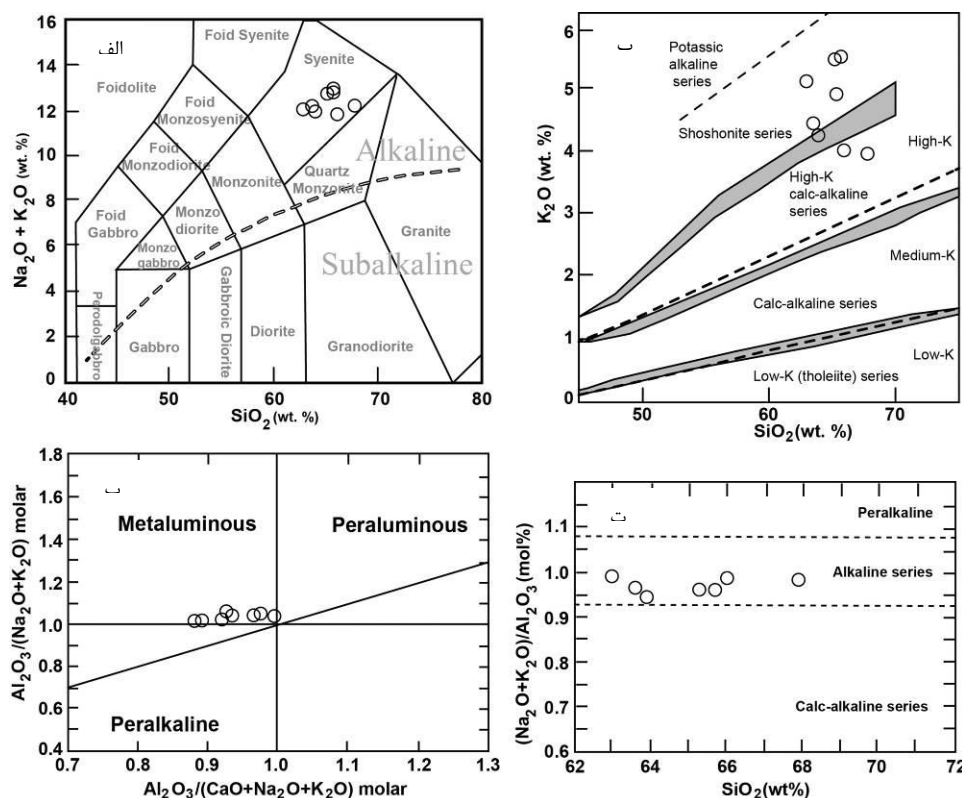 الف
Foid Syenite
Syenite
Foidolite
Foid
Monzosyenite
Foid
Monzodiorite
Monzonite
Quartz
Monzonite
Alkaline
Foid
Gabbro
Monzo
diorite
Monzo
gabbro
Subalkaline
Granite
Peridotgabbro
Gabbro
Gabbroic Diorite
Diorite
Granodiorite
Na2O + K2O (wt. %)
16
14
12
10
8
6
4
2
0
40
50
60
70
80
SiO2 (wt. %)
Potassic
alkaline
series
Shoshonite series
High-K
High-K
calc-alkaline
series
Medium-K
Calc-alkaline series
Low-K
Low-K (tholeiite) series
K2O (wt. %)
6
5
4
3
2
1
0
50
60
70
SiO2 (wt. %)
Metaluminous
Peraluminous
Peralkaline
Al2O3/(Na2O+K2O) molar
1.8
1.6
1.4
1.2
1.0
0.8
0.6
0.4
0.7
0.8
0.9
1.0
1.1
1.2
1.3
Al2O3/(CaO+Na2O+K2O) molar
Peralkaline
Alkaline series
Calc-alkaline series
(Na2O+K2O)/Al2O3 (mol%)
1.1
1.0
0.9
0.8
0.7
0.6
62
64
66
68
70
72
SiO2(wt%)